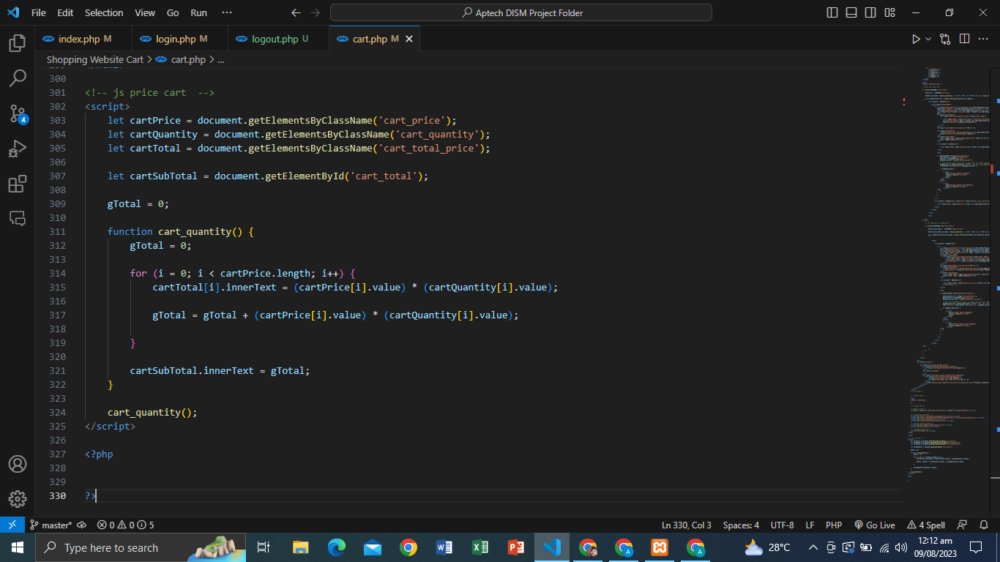 File Edit Selection View Go Run ··· Aptech DISM Project Folder
index.php M login.php M logout.php U cart.php M
Shopping Website Cart > cart.php > ...
300
301 <!-- js price cart  -->
302 <script>
303 let cartPrice = document.getElementsByClassName('cart_price');
304 let cartQuantity = document.getElementsByClassName('cart_quantity');
305 let cartTotal = document.getElementsByClassName('cart_total_price');
306
307 let cartSubTotal = document.getElementById('cart_total');
308
309 gTotal = 0;
310
311 function cart_quantity() {
312 gTotal = 0;
313
314 for (i = 0; i < cartPrice.length; i++) {
315 cartTotal[i].innerText = (cartPrice[i].value) * (cartQuantity[i].value);
316
317 gTotal = gTotal + (cartPrice[i].value) * (cartQuantity[i].value);
318
319 }
320
321 cartSubTotal.innerText = gTotal;
322 }
323
324 cart_quantity();
325 </script>
326
327 <?php
328
329
330 ?>
4
master* 0 0 5 Ln 330, Col 3 Spaces: 4 UTF-8 LF PHP Go Live 4 Spell
Type here to search 28°C 12:12 am
09/08/2023